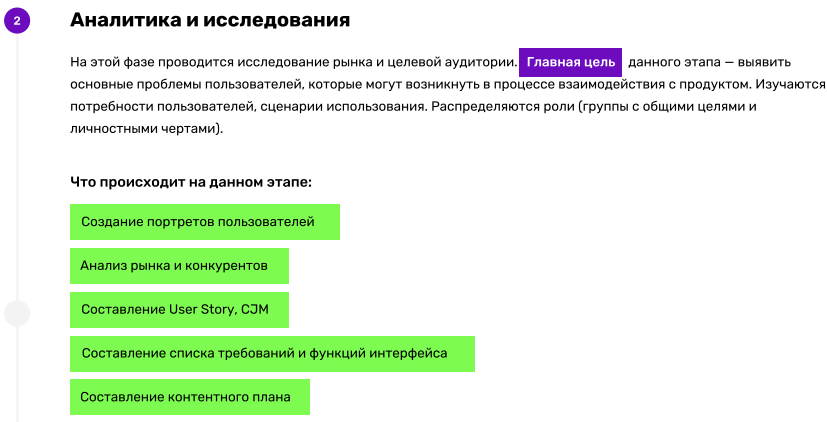 2
Аналитика и исследования
На этой фазе проводится исследование рынка и целевой аудитории. Главная цель данного этапа — выявить
основные проблемы пользователей, которые могут возникнуть в процессе взаимодействия с продуктом. Изучаются
потребности пользователей, сценарии использования. Распределяются роли (группы с общими целями и
личностными чертами).
Что происходит на данном этапе:
Создание портретов пользователей
Анализ рынка и конкурентов
Составление User Story, CJM
Составление списка требований и функций интерфейса
Составление контентного плана